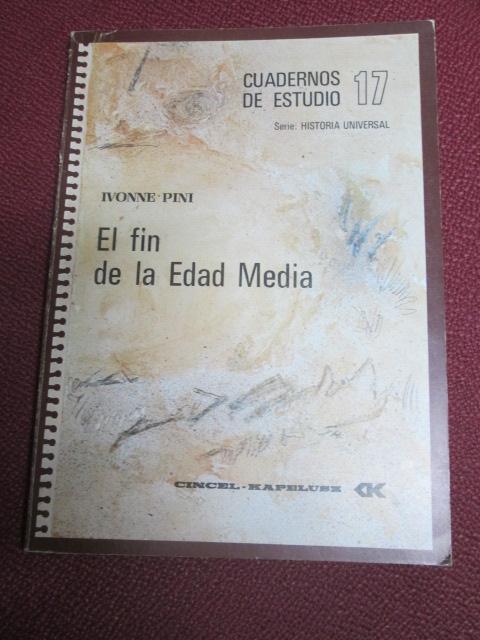 CUADERNOS
DE ESTUDIO 17
Serie: HISTORIA UNIVERSAL
IVONNE PINI
El fin
de la Edad Media
CINCEL-KAPELUSZ CK